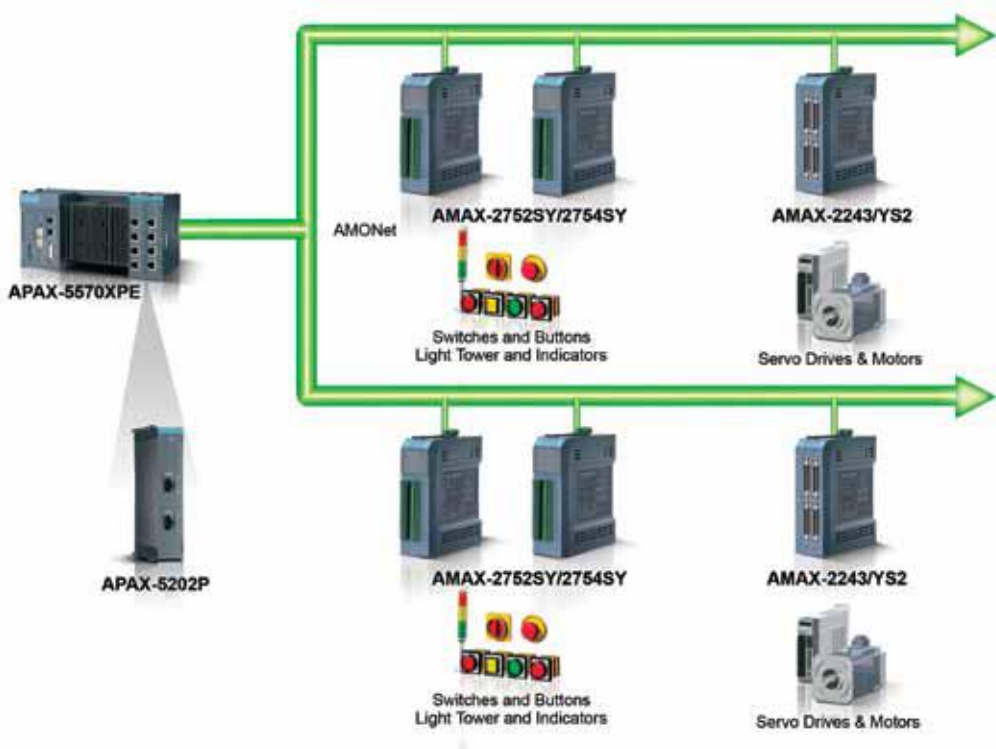 AMAX-2752SY/2754SY
AMAX-2243/YS2
AMONet
APAX-5570XPE
Switches and Buttons
Light Tower and Indicators
Servo Drives & Motors
AMAX-2752SY/2754SY
AMAX-2243/YS2
APAX-5202P
Switches and Buttons
Light Tower and Indicators
Servo Drives & Motors